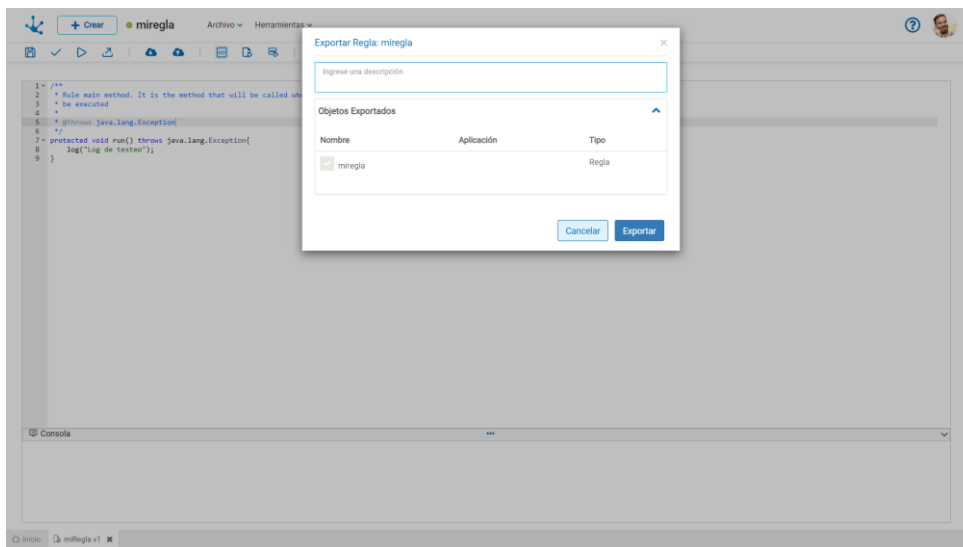 + Crear
miregla
Archivo
Herramientas
Exportar Regla: miregla
Ingrese una descripción
Objetos Exportados
Nombre Aplicación Tipo
miregla Regla
Cancelar Exportar
1 /**
2 * Rule main method. It is the method that will be called
3 * be executed
4 *
5 * @throws java.lang.Exception
6 */
7 protected void run() throws java.lang.Exception{
8 log("Log de testeo");
9 }
Consola
Inicio
miRegla v1